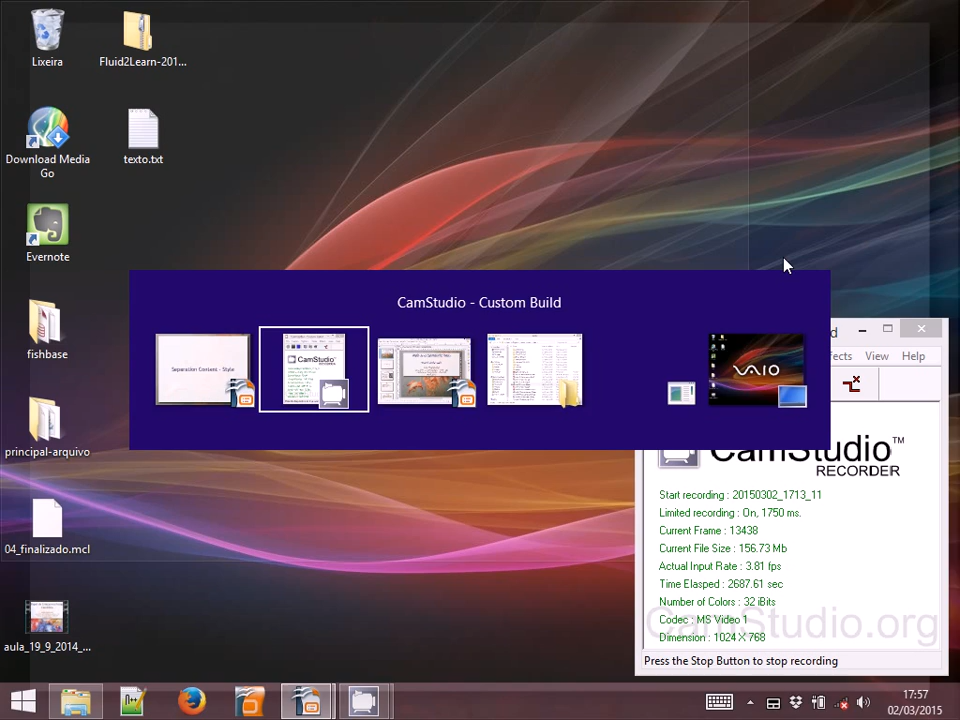 Lixeira
Fluid2Learn-201...
Download Media
Go
texto.txt
Evernote
fishbase
principal-arquivo
04_finalizado.mcl
aula_19_9_2014_...
CamStudio - Custom Build
Separation Content - Style
CamStudio
VAIO
View Help
CamStudio™
RECORDER
Start recording : 20150302_1713_11
Limited recording : On, 1750 ms.
Current Frame : 13438
Current File Size : 156.73 Mb
Actual Input Rate : 3.81 fps
Time Elasped : 2687.61 sec
Number of Colors : 32 iBits
Codec : MS Video 1
Dimension : 1024 X 768
CamStudio.org
Press the Stop Button to stop recording
17:57
02/03/2015